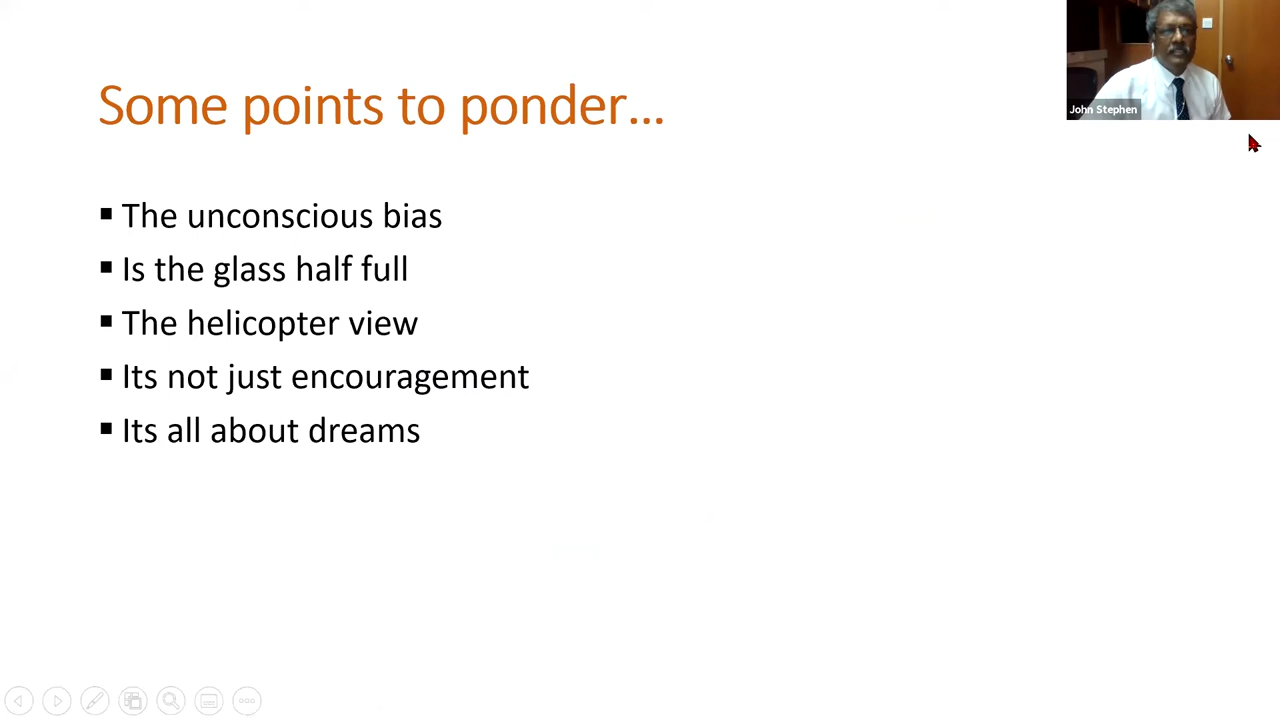 Some points to ponder...
John Stephen
▪ The unconscious bias
▪ Is the glass half full
▪ The helicopter view
▪ Its not just encouragement
▪ Its all about dreams